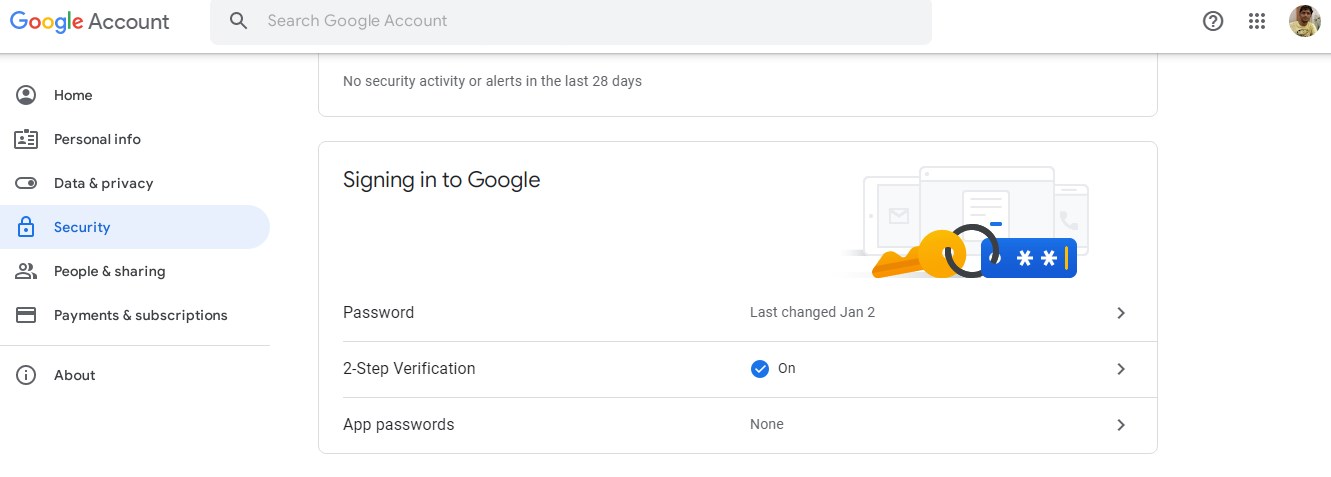 Google Account
Search Google Account
No security activity or alerts in the last 28 days
Home
Personal info
Data & privacy
Security
People & sharing
Payments & subscriptions
About
Signing in to Google
**
Password Last changed Jan 2
2-Step Verification On
App passwords None